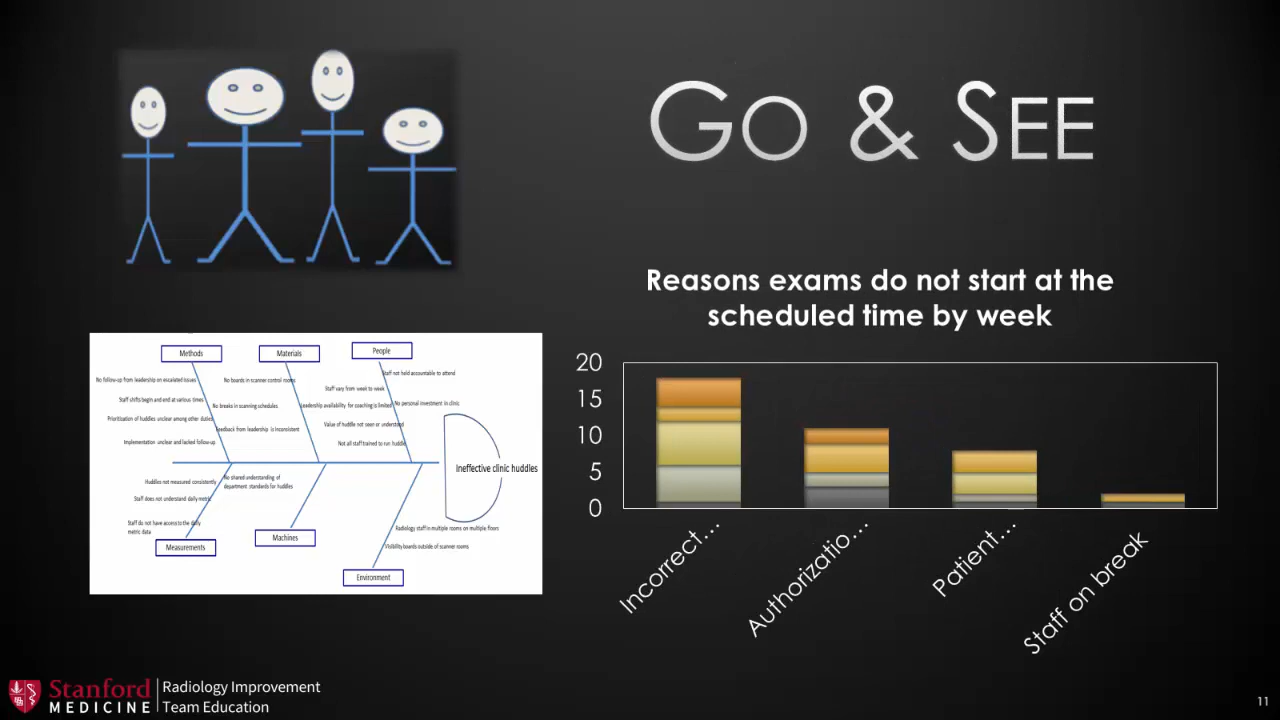 GO & SEE
Reasons exams do not start at the
scheduled time by week
20
15
10
5
0
Incorrect...
Authorizatio...
Patient...
Staff on break
Methods
Materials
People
No follow-up from leadership on escalated issues
Staff shifts begin and end at various times
Prioritization of huddles unclear among other duties
Implementation unclear and lacked follow-up
No boards in scanner control rooms
No breaks in scanning schedules
Feedback from leadership is inconsistent
Staff not held accountable to attend
Staff vary from week to week
Leadership availability for coaching is limited
No personal investment in clinic
Value of huddle not seen or understood
Not all staff trained to run huddle
Ineffective clinic huddles
Huddles not measured consistently
Staff does not understand daily metric
Staff do not have access to the daily
metric data
No shared understanding of
department standards for huddles
Radiology staff in multiple rooms on multiple floors
Visibility boards outside of scanner rooms
Measurements
Machines
Environment
Stanford
MEDICINE
Radiology Improvement
Team Education
11